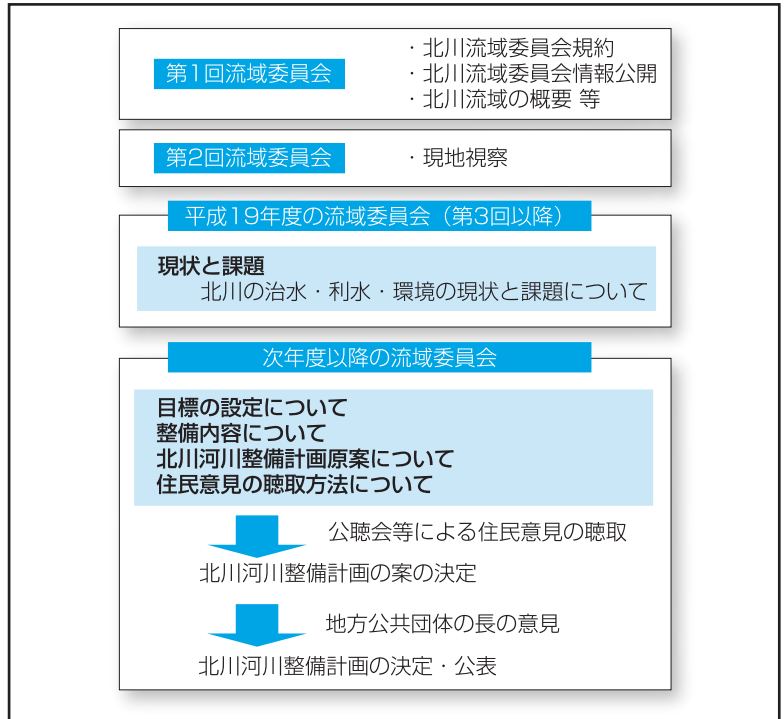 第1回流域委員会
・北川流域委員会規約
・北川流域委員会情報公開
・北川流域の概要 等
第2回流域委員会
・現地視察
平成19年度の流域委員会（第3回以降）
現状と課題
北川の治水・利水・環境の現状と課題について
次年度以降の流域委員会
目標の設定について
整備内容について
北川河川整備計画原案について
住民意見の聴取方法について
公聴会等による住民意見の聴取
北川河川整備計画の案の決定
地方公共団体の長の意見
北川河川整備計画の決定・公表